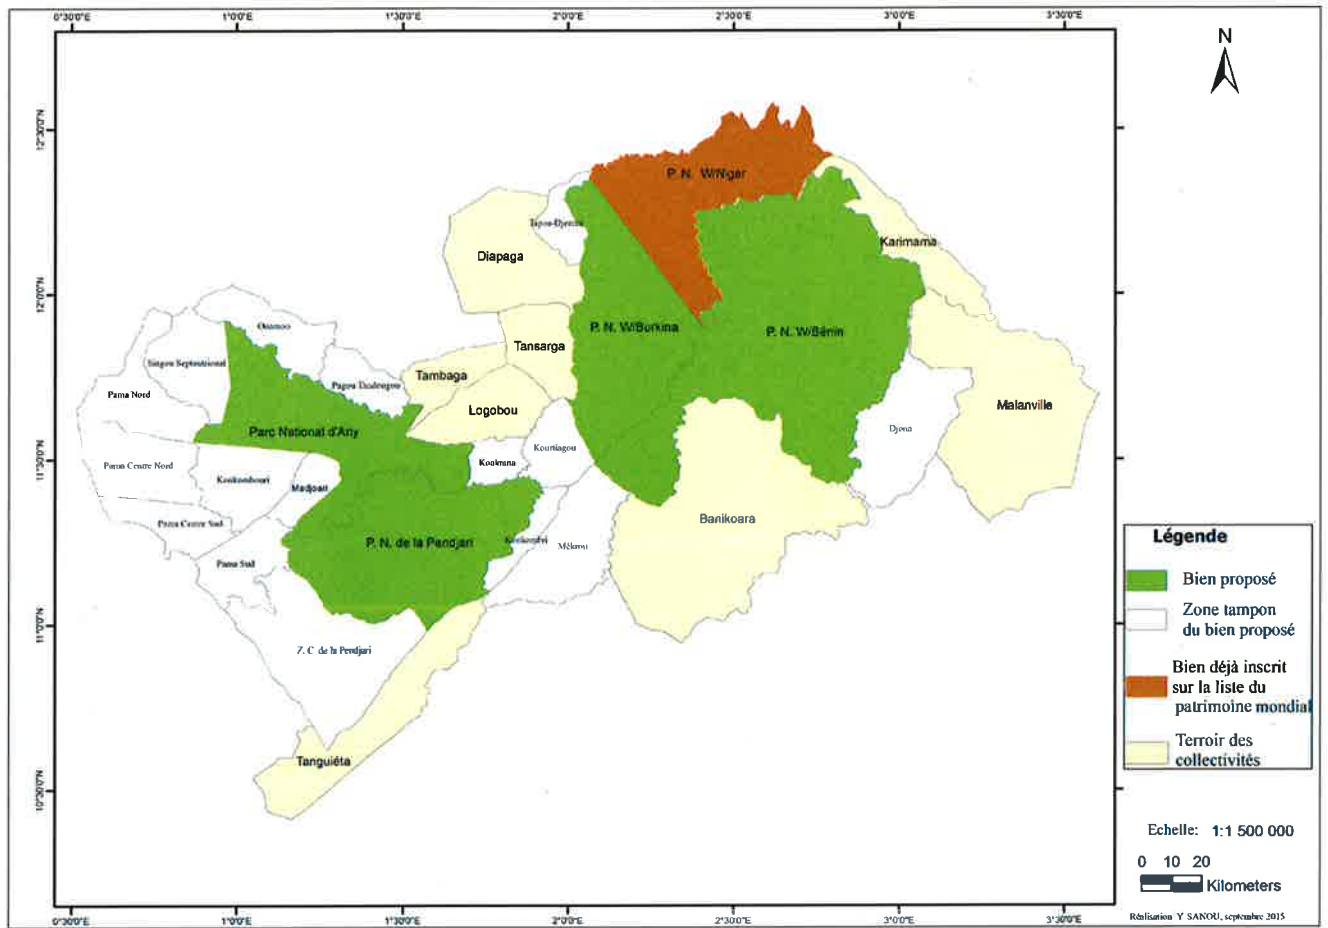 0°30'0"E 1°0'0"E 1°30'0"E 2°0'0"E 2°30'0"E 3°0'0"E 3°30'0"E
N
12°30'0"N
P. N. W/Niger
Diapaga
Karimama
12°0'0"N
P. N. W/Burkina
P. N. W/Bénin
Tansarga
Singou Septentrional
Tambaga
Pama Nord
Logobou
Malanville
Parc National d'Arly
Djona
Kourtiagou
11°30'0"N
Pama Centre Nord
Koakrana
Konkombouri
Madjoari
Banikoara
Pama Centre Sud
P. N. de la Pendjari
Konkombri
Mékrou
Pama Sud
11°0'0"N
Z. C de la Pendjari
Tanguiéta
10°30'0"N
Légende
Bien proposé
Zone tampon
du bien proposé
Bien déjà inscrit
sur la liste du
patrimoine mondial
Terroir des
collectivités
Echelle: 1:1 500 000
0 10 20
Kilometers
Réalisation Y SANOU, septembre 2015
0°30'0"E 1°0'0"E 1°30'0"E 2°0'0"E 2°30'0"E 3°0'0"E 3°30'0"E